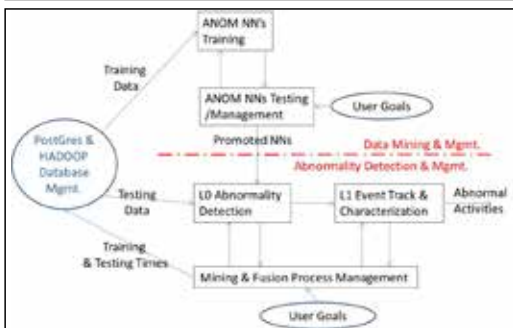 ANOM NN's
Training
Training
Data
ANOM NNs Testing
/Management
User Goals
PostGres &
HADOOP
Database
Mgmt.
Promoted NNs
Data Mining & Mgmt.
Abnormality Detection & Mgmt.
Testing
Data
L0 Abnormality
Detection
L1 Event Track &
Characterization
Abnormal
Activities
Training
& Testing Times
Mining & Fusion Process Management
User Goals